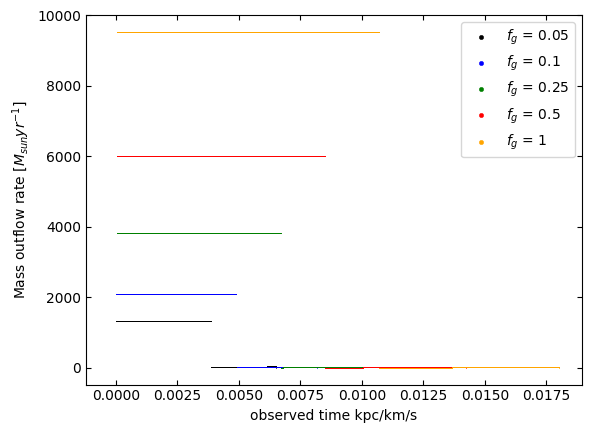 10000
8000
6000
4000
2000
0
Mass outflow rate [M_sun yr^−1]
0.0000 0.0025 0.0050 0.0075 0.0100 0.0125 0.0150 0.0175
observed time kpc/km/s
f_g = 0.05
f_g = 0.1
f_g = 0.25
f_g = 0.5
f_g = 1